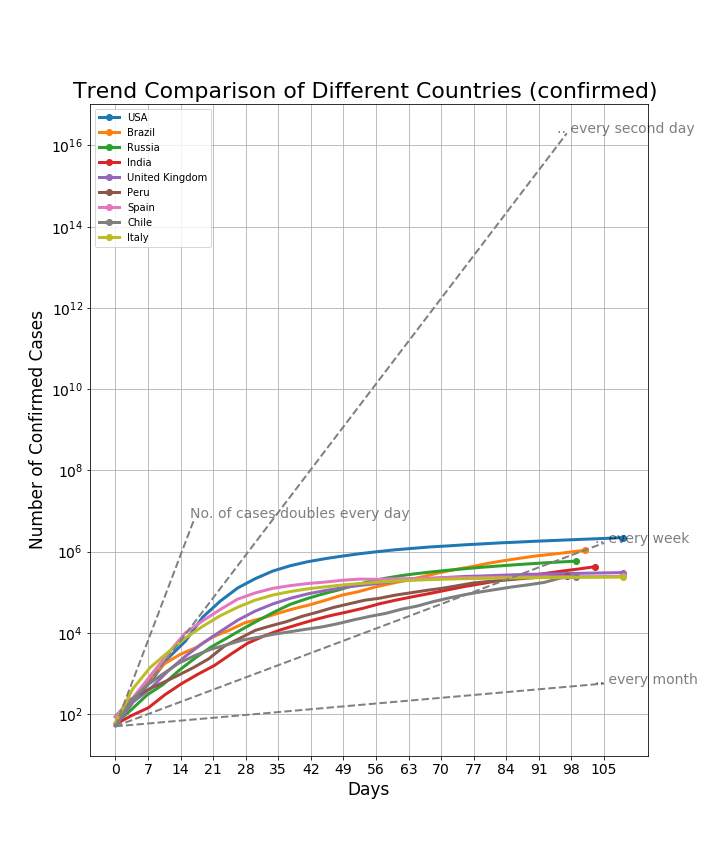 Trend Comparison of Different Countries (confirmed)
USA
Brazil
Russia
India
United Kingdom
Peru
Spain
Chile
Italy
.. every second day
No. of cases doubles every day
.. every week
.. every month
Number of Confirmed Cases
10^16
10^14
10^12
10^10
10^8
10^6
10^4
10^2
0 7 14 21 28 35 42 49 56 63 70 77 84 91 98 105
Days